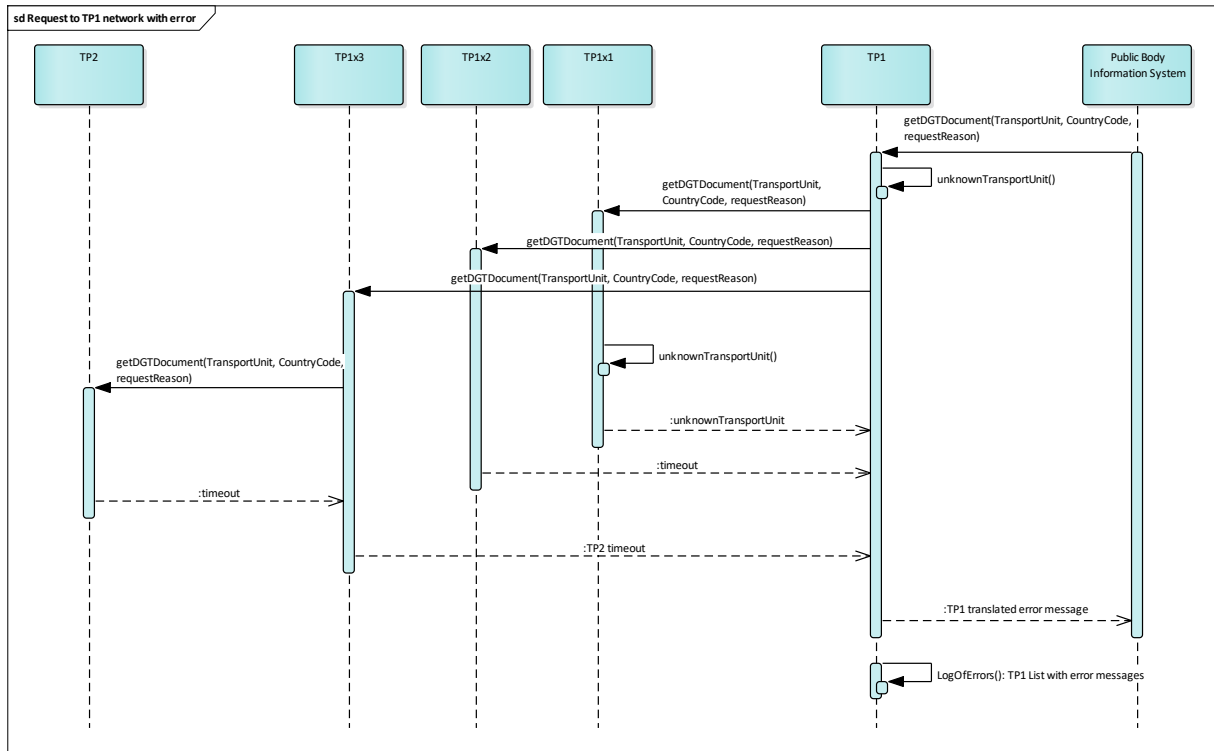 sd Request to TP1 network with error
TP2
TP1x3
TP1x2
TP1x1
TP1
Public Body
Information System
getDGTDocument(TransportUnit, CountryCode,
requestReason)
unknownTransportUnit()
getDGTDocument(TransportUnit,
CountryCode, requestReason)
getDGTDocument(TransportUnit, CountryCode, requestReason)
getDGTDocument(TransportUnit, CountryCode, requestReason)
unknownTransportUnit()
getDGTDocument(TransportUnit, CountryCode,
requestReason)
:unknownTransportUnit
:timeout
:timeout
:TP2 timeout
:TP1 translated error message
LogOfErrors(): TP1 List with error messages